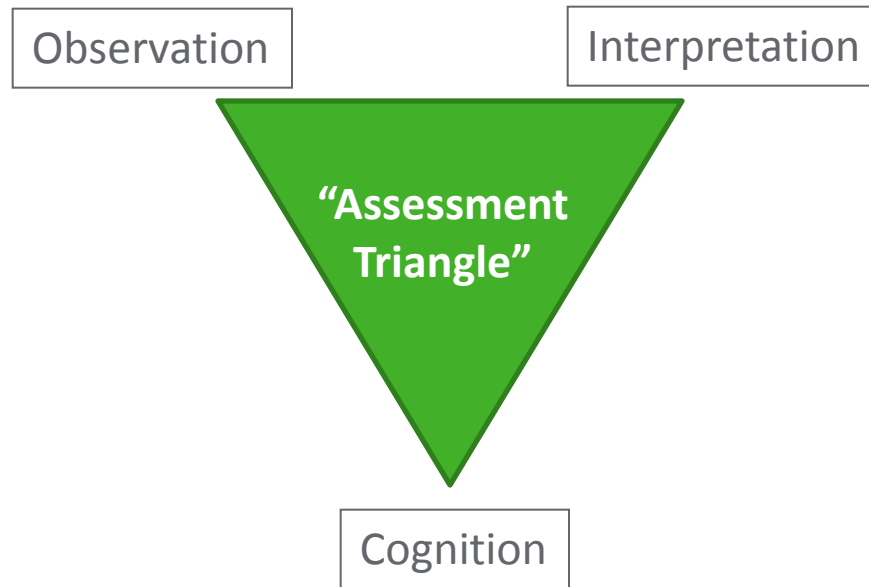 Observation
Interpretation
“Assessment
Triangle”
Cognition